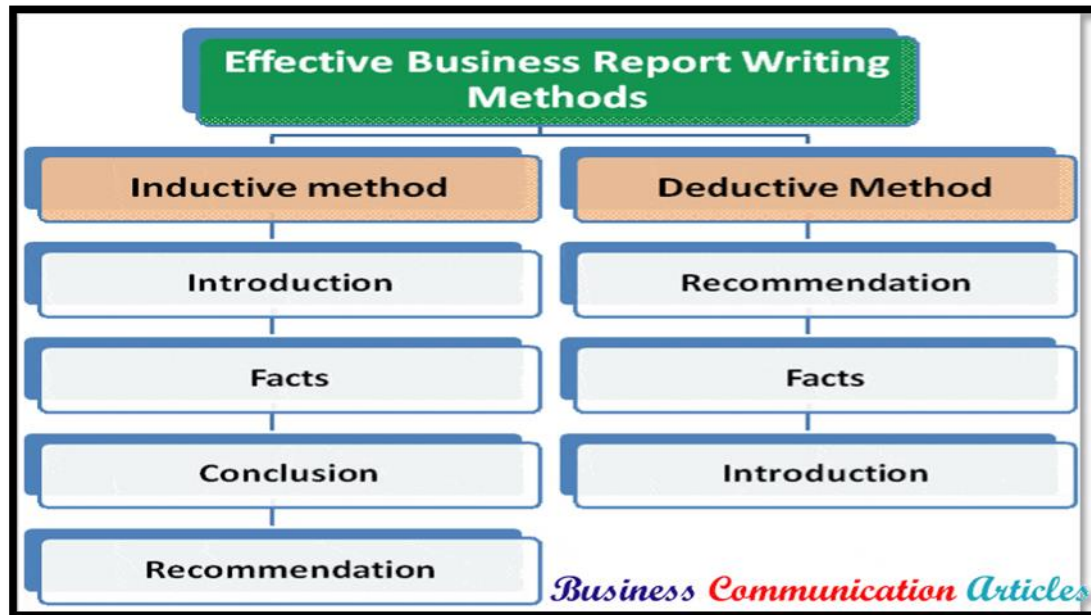 Effective Business Report Writing
Methods
Inductive method
Introduction
Facts
Conclusion
Recommendation
Deductive Method
Recommendation
Facts
Introduction
Business Communication Articles